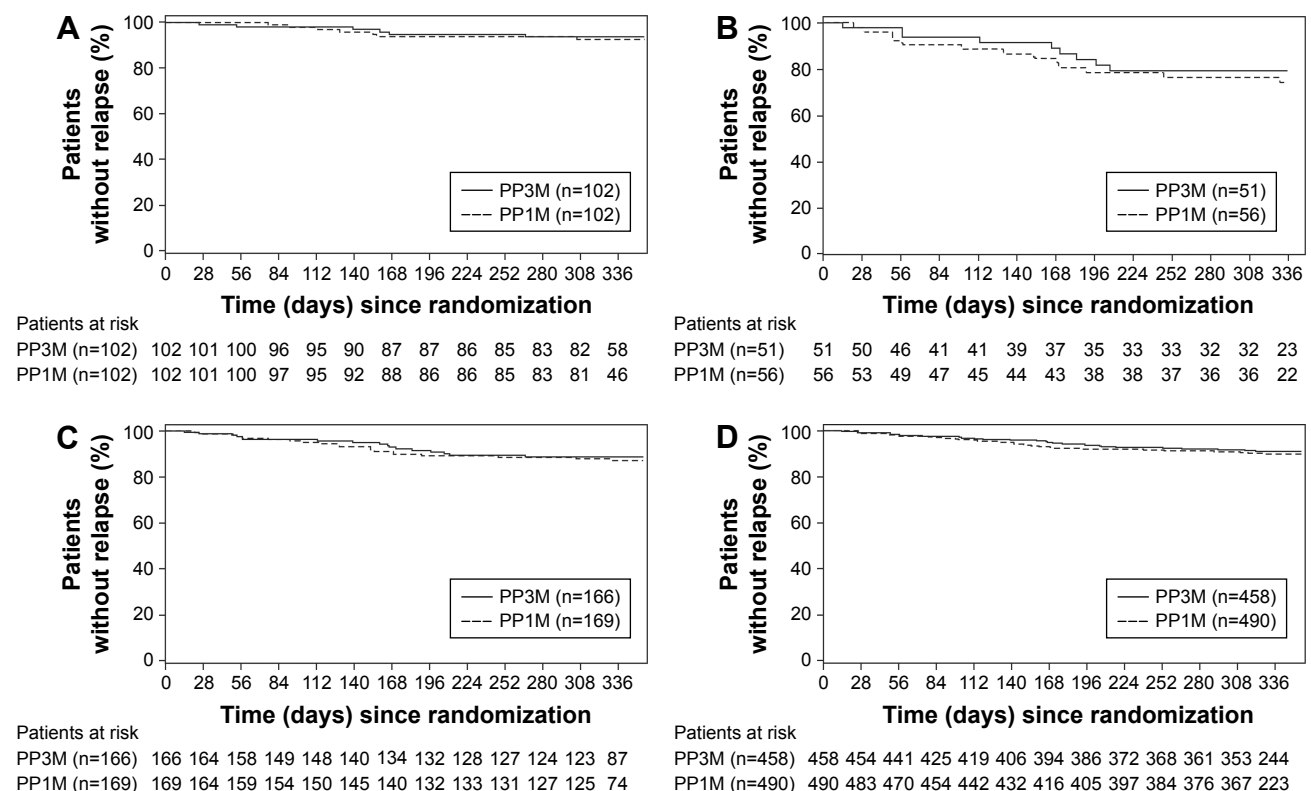 A
Patients
without relapse (%)
100
80
60
40
20
0
PP3M (n=102)
PP1M (n=102)
0 28 56 84 112 140 168 196 224 252 280 308 336
Time (days) since randomization
Patients at risk
PP3M (n=102) 102 101 100 96 95 90 87 87 86 85 83 82 58
PP1M (n=102) 102 101 100 97 95 92 88 86 86 85 83 81 46
B
Patients
without relapse (%)
100
80
60
40
20
0
PP3M (n=51)
PP1M (n=56)
0 28 56 84 112 140 168 196 224 252 280 308 336
Time (days) since randomization
Patients at risk
PP3M (n=51) 51 50 46 41 41 39 37 35 33 33 32 32 23
PP1M (n=56) 56 53 49 47 45 44 43 38 38 37 36 36 22
C
Patients
without relapse (%)
100
80
60
40
20
0
PP3M (n=166)
PP1M (n=169)
0 28 56 84 112 140 168 196 224 252 280 308 336
Time (days) since randomization
Patients at risk
PP3M (n=166) 166 164 158 149 148 140 134 132 128 127 124 123 87
PP1M (n=169) 169 164 159 154 150 145 140 132 133 131 127 125 74
D
Patients
without relapse (%)
100
80
60
40
20
0
PP3M (n=458)
PP1M (n=490)
0 28 56 84 112 140 168 196 224 252 280 308 336
Time (days) since randomization
Patients at risk
PP3M (n=458) 458 454 441 425 419 406 394 386 372 368 361 353 244
PP1M (n=490) 490 483 470 454 442 432 416 405 397 384 376 367 223